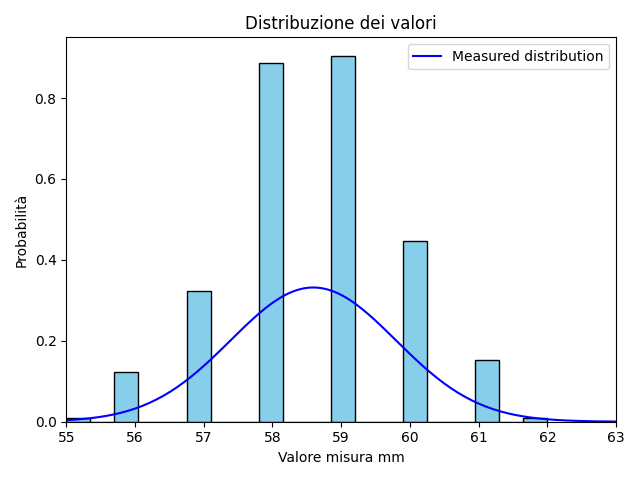 Distribuzione dei valori
Measured distribution
Probabilità
0.8
0.6
0.4
0.2
0.0
55 56 57 58 59 60 61 62 63
Valore misura mm